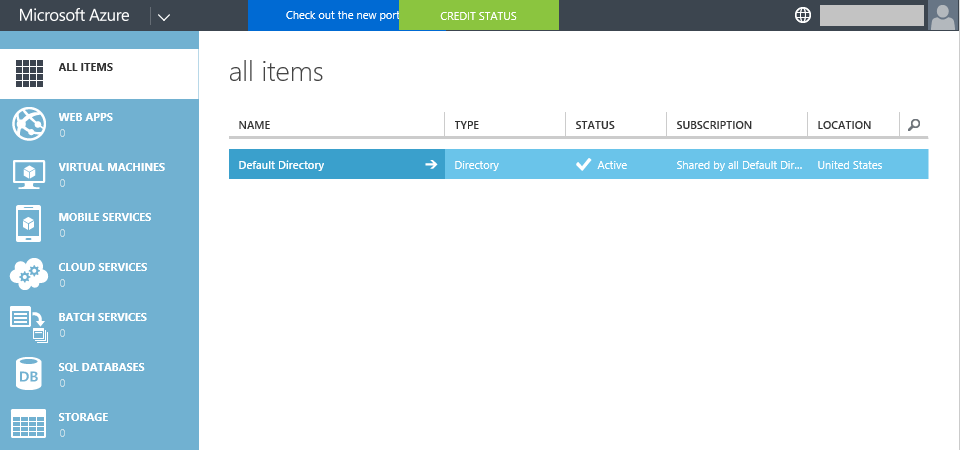 Microsoft Azure
Check out the new port
CREDIT STATUS
ALL ITEMS
WEB APPS
0
VIRTUAL MACHINES
0
MOBILE SERVICES
0
CLOUD SERVICES
0
BATCH SERVICES
0
SQL DATABASES
0
DB
STORAGE
0
all items
NAME TYPE STATUS SUBSCRIPTION LOCATION
Default Directory Directory Active Shared by all Default Dir... United States